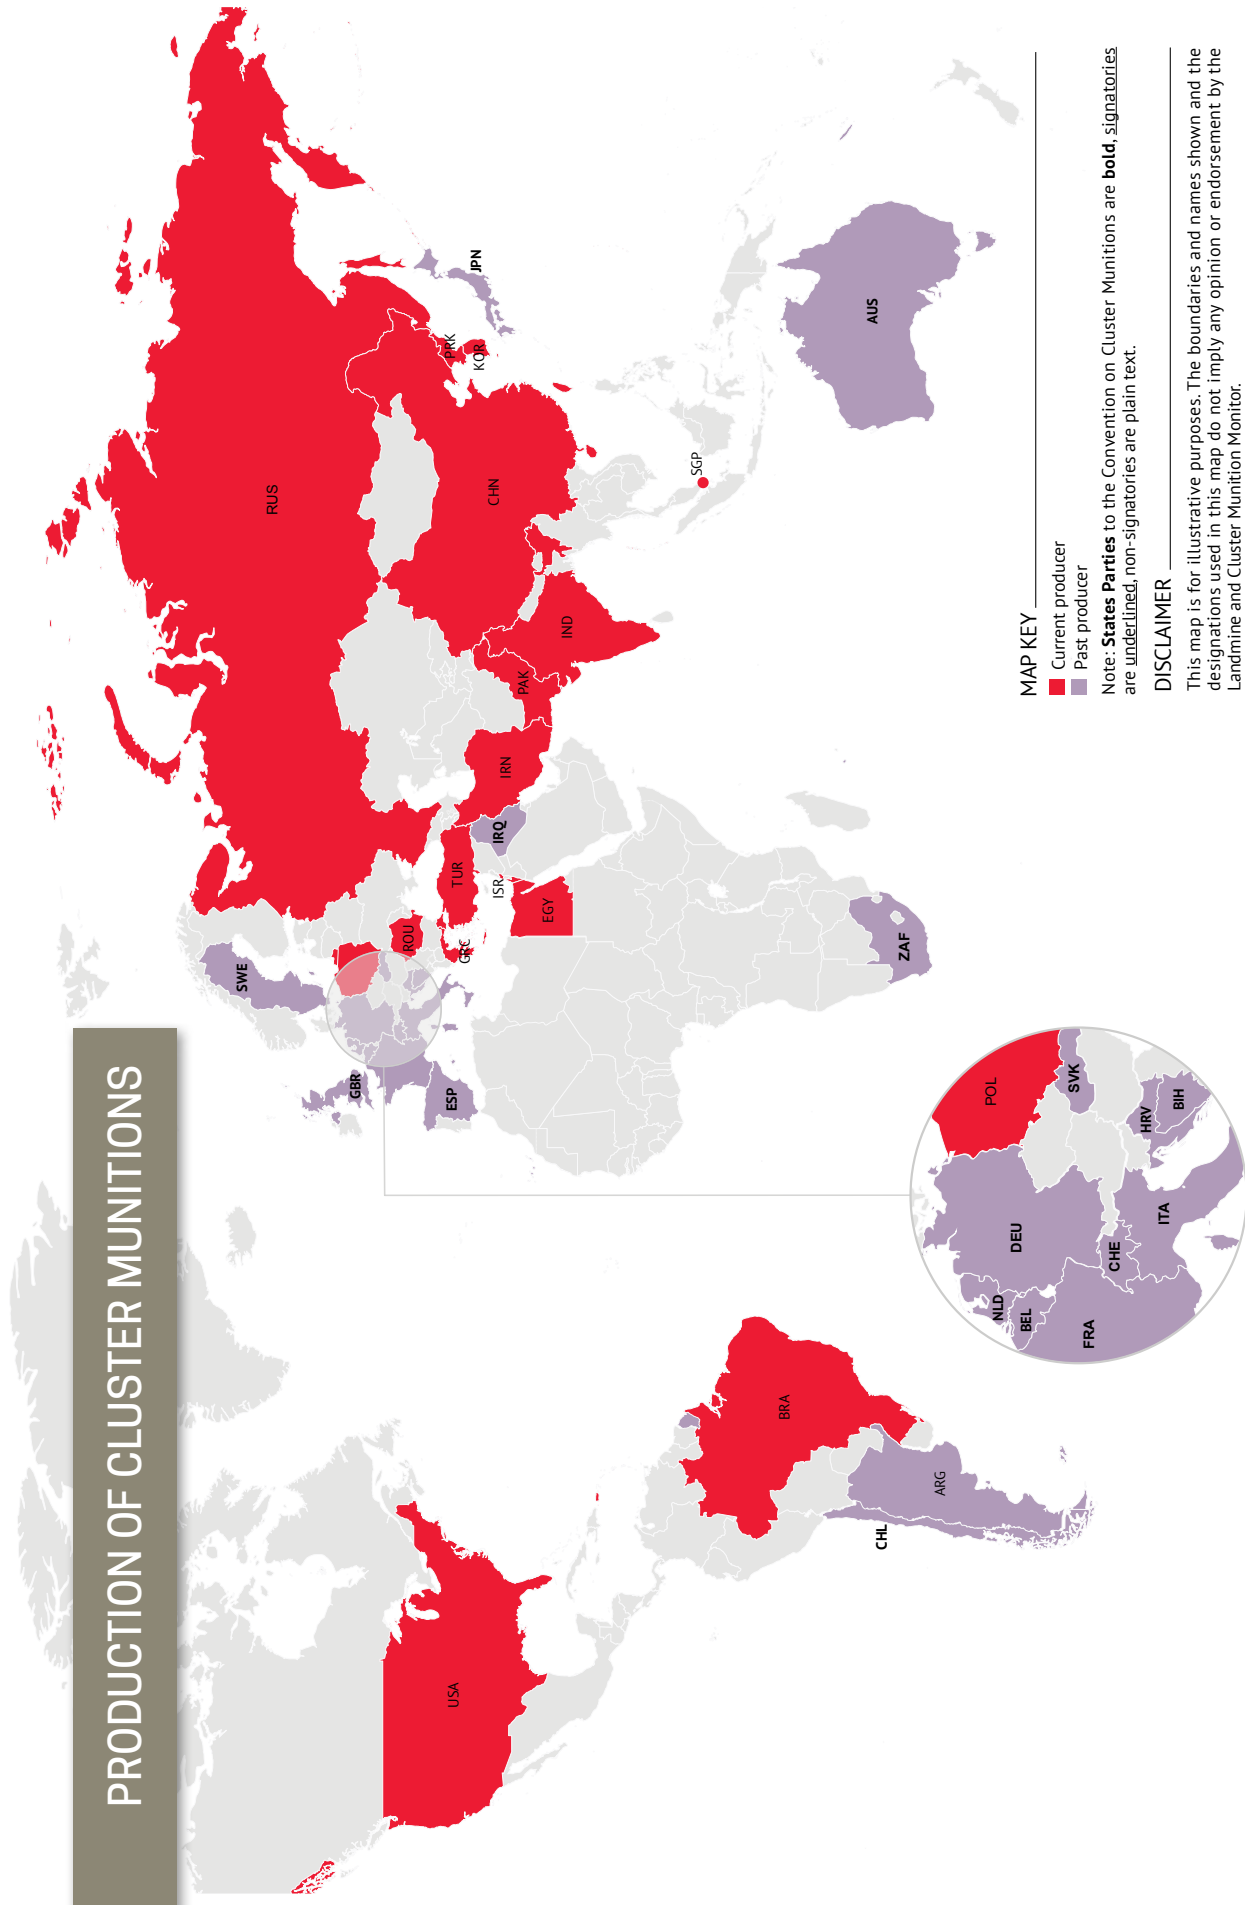 PRODUCTION OF CLUSTER MUNITIONS
RUS
JPN
PRK
KOR
CHN
SGP
AUS
IND
PAK
IRN
IRQ
TUR
ISR
EGY
ROU
GRC
SWE
GBR
ESP
ZAF
USA
BRA
ARG
CHL
POL
SVK
HRV
BIH
DEU
CHE
ITA
NLD
BEL
FRA
MAP KEY
Current producer
Past producer
Note: States Parties to the Convention on Cluster Munitions are bold, signatories
are underlined, non-signatories are plain text.
DISCLAIMER
This map is for illustrative purposes. The boundaries and names shown and the
designations used in this map do not imply any opinion or endorsement by the
Landmine and Cluster Munition Monitor.